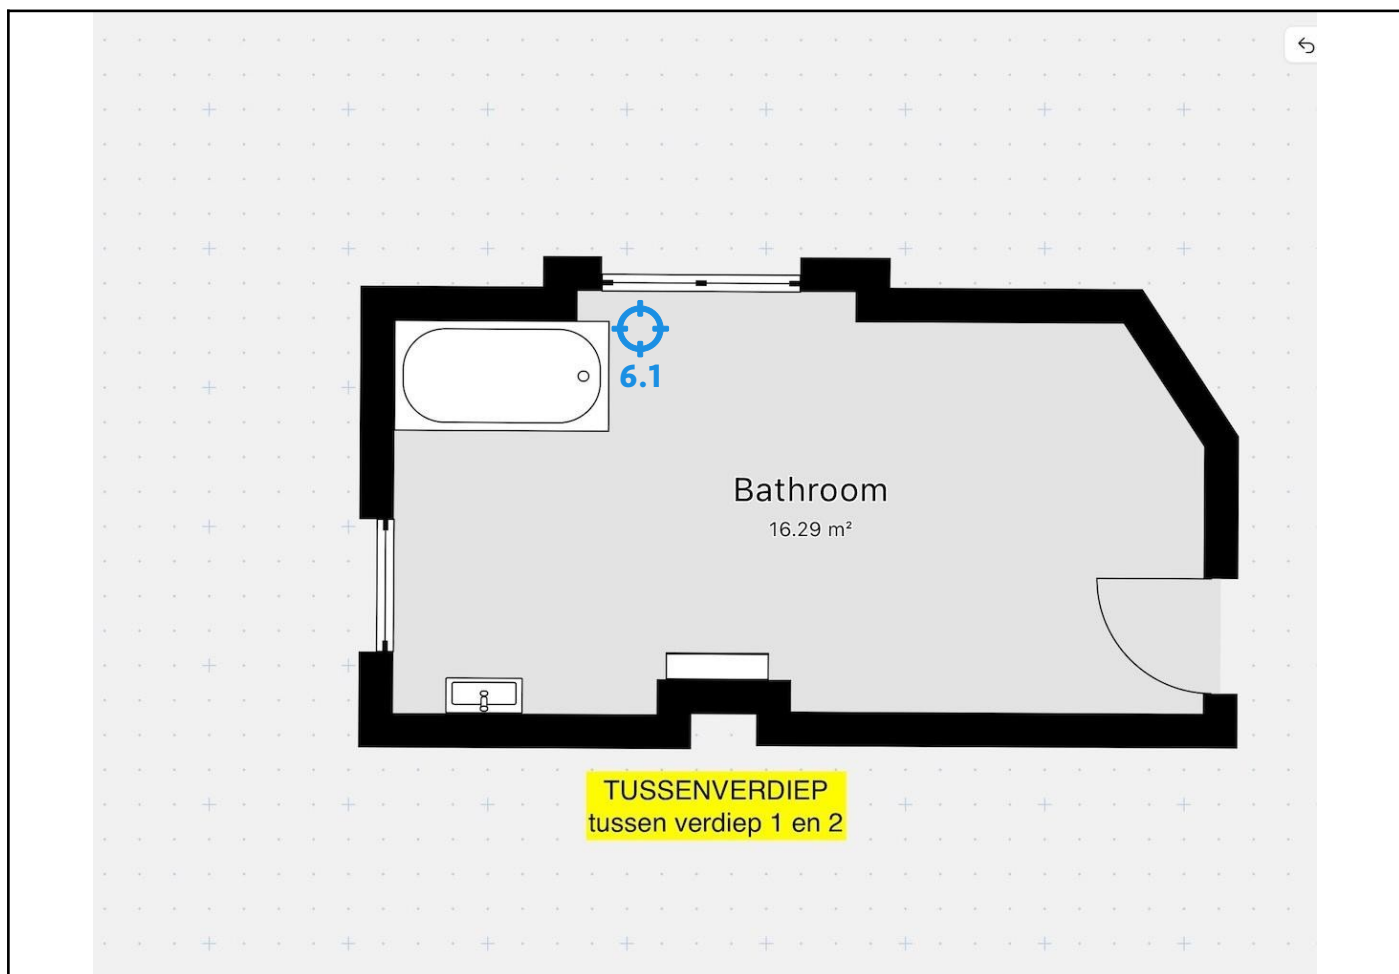 6.1
Bathroom
16.29 m²
TUSSENVERDIEP
tussen verdiep 1 en 2